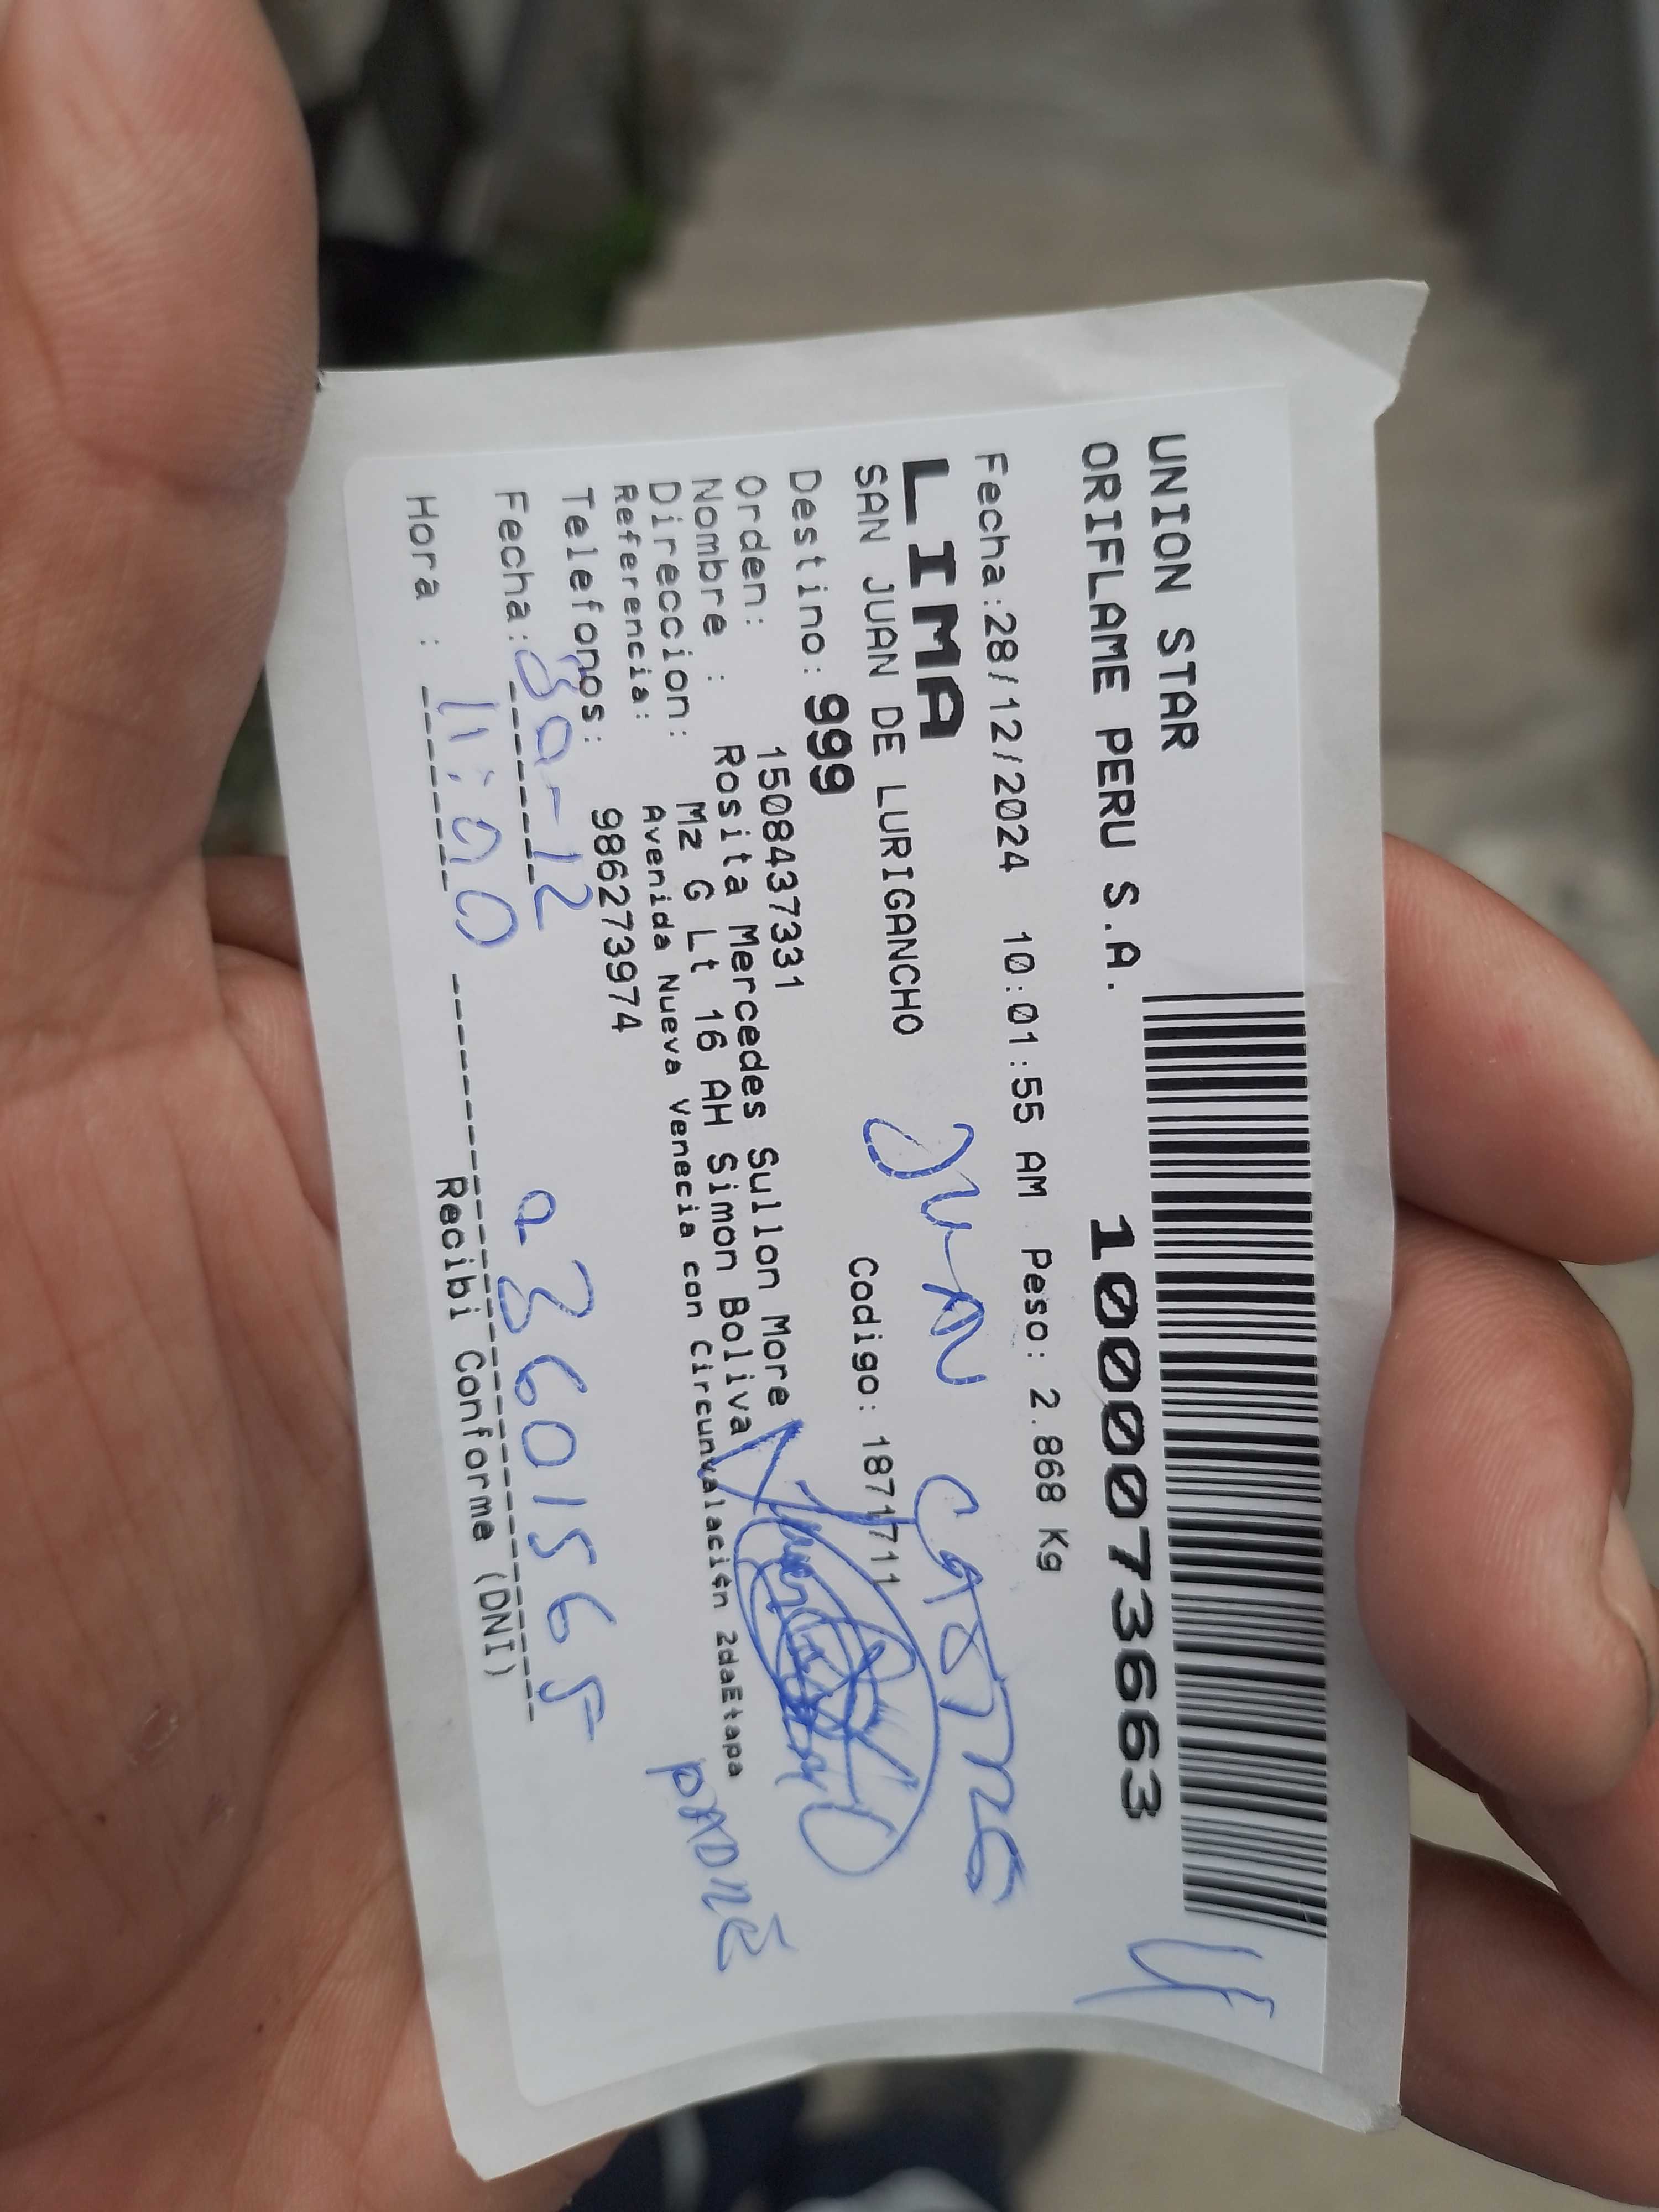 UNION STAR
ORIFLAME PERU S.A. 1000073663
Fecha:28/12/2024 10:01:55 AM Peso: 2.868 Kg
LIMA JUAN
SAN JUAN DE LURIGANCHO Codigo: 1871711
Destino: 999
Orden: 1508437331
Nombre : Rosita Mercedes Sullon More
Direccion: Mz G Lt 16 AH Simon Boliva
Referencia: Avenida Nueva Venecia con Circunvalación 2daEtapa
Telefonos: 986273974 PADRE
Fecha: 30-12
Hora : 11:20
Recibi Conforme (DNI)